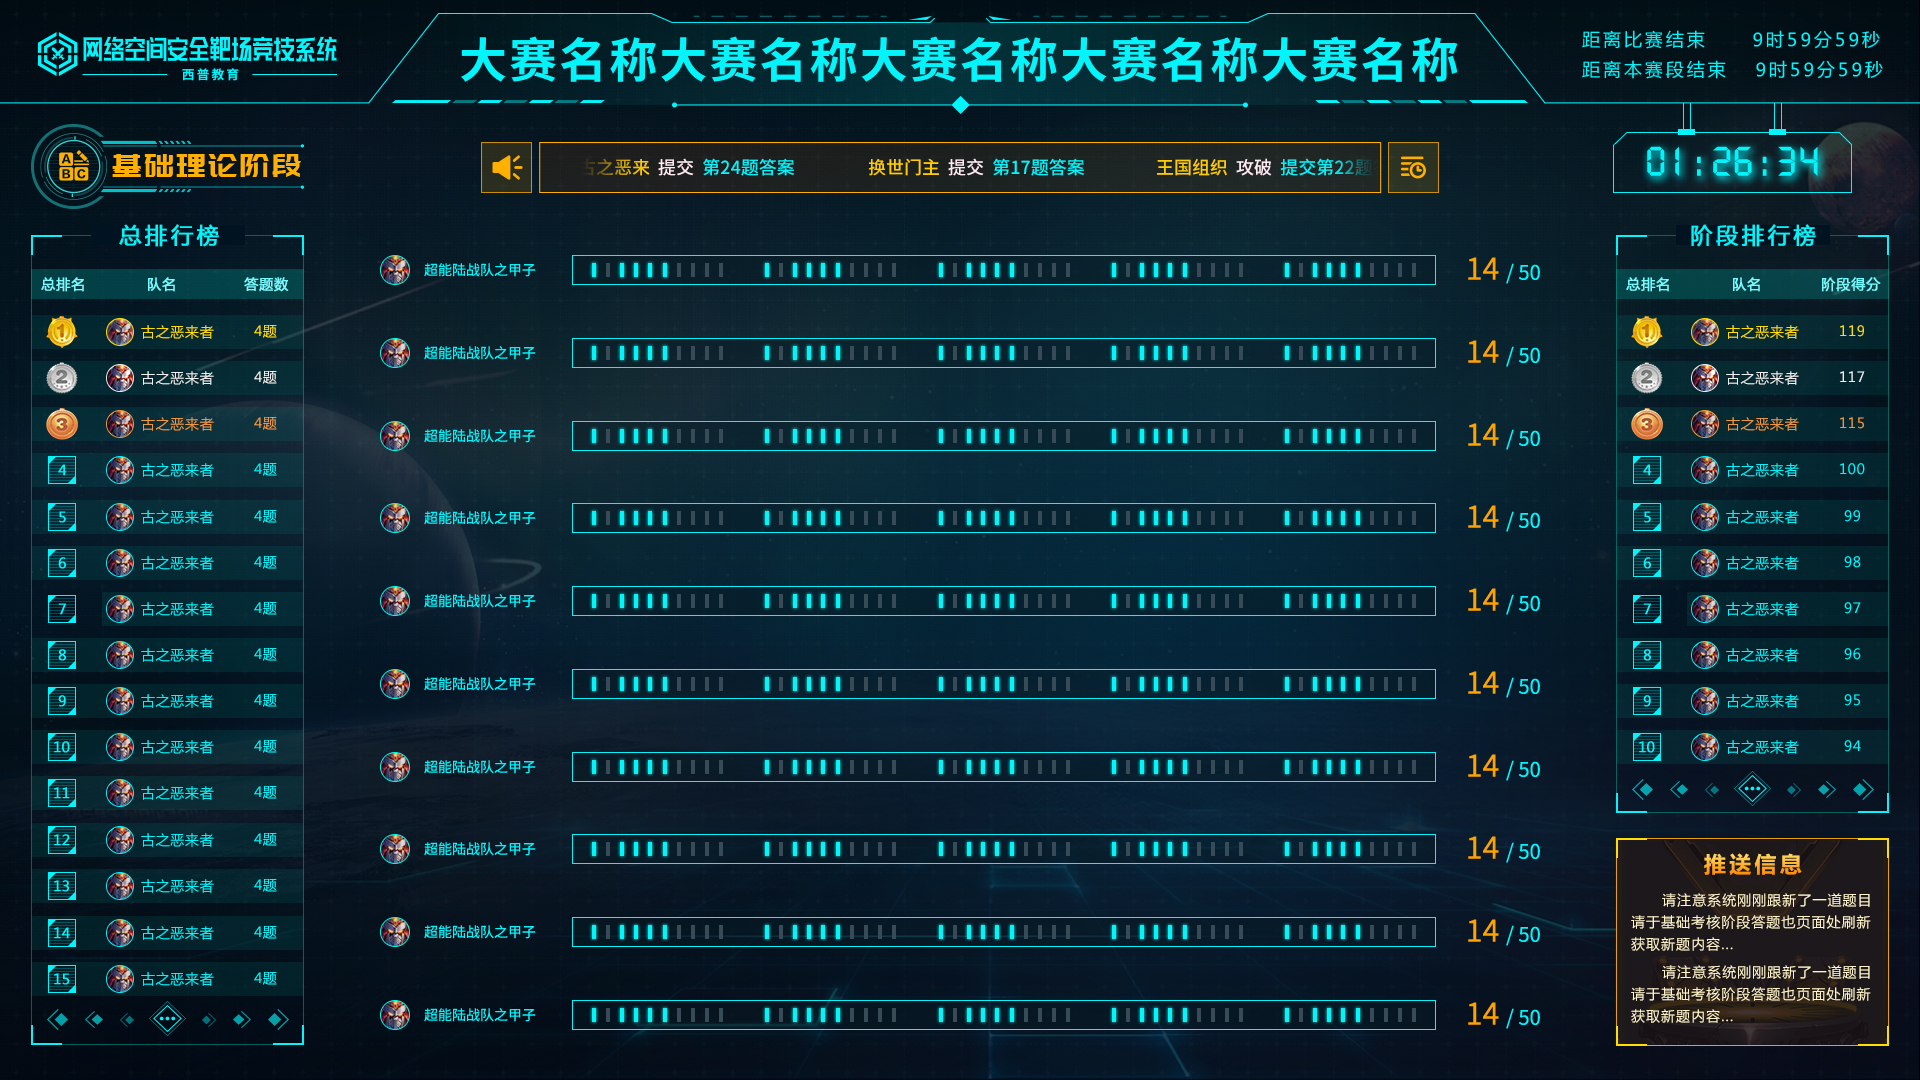 网络空间安全靶场竞技系统
西普教育
大赛名称大赛名称大赛名称大赛名称大赛名称
距离比赛结束 9时59分59秒
距离本赛段结束 9时59分59秒
A
B C
基础理论阶段
古之恶来 提交 第24题答案 换世门主 提交 第17题答案 王国组织 攻破 提交第22题
01:26:34
总排行榜
总排名 队名 答题数
1 古之恶来者 4题
2 古之恶来者 4题
3 古之恶来者 4题
4 古之恶来者 4题
5 古之恶来者 4题
6 古之恶来者 4题
7 古之恶来者 4题
8 古之恶来者 4题
9 古之恶来者 4题
10 古之恶来者 4题
11 古之恶来者 4题
12 古之恶来者 4题
13 古之恶来者 4题
14 古之恶来者 4题
15 古之恶来者 4题
超能陆战队之甲子 14 / 50
超能陆战队之甲子 14 / 50
超能陆战队之甲子 14 / 50
超能陆战队之甲子 14 / 50
超能陆战队之甲子 14 / 50
超能陆战队之甲子 14 / 50
超能陆战队之甲子 14 / 50
超能陆战队之甲子 14 / 50
超能陆战队之甲子 14 / 50
超能陆战队之甲子 14 / 50
阶段排行榜
总排名 队名 阶段得分
1 古之恶来者 119
2 古之恶来者 117
3 古之恶来者 115
4 古之恶来者 100
5 古之恶来者 99
6 古之恶来者 98
7 古之恶来者 97
8 古之恶来者 96
9 古之恶来者 95
10 古之恶来者 94
推送信息
请注意系统刚刚跟新了一道题目
请于基础考核阶段答题也页面处刷新
获取新题内容...
请注意系统刚刚跟新了一道题目
请于基础考核阶段答题也页面处刷新
获取新题内容...